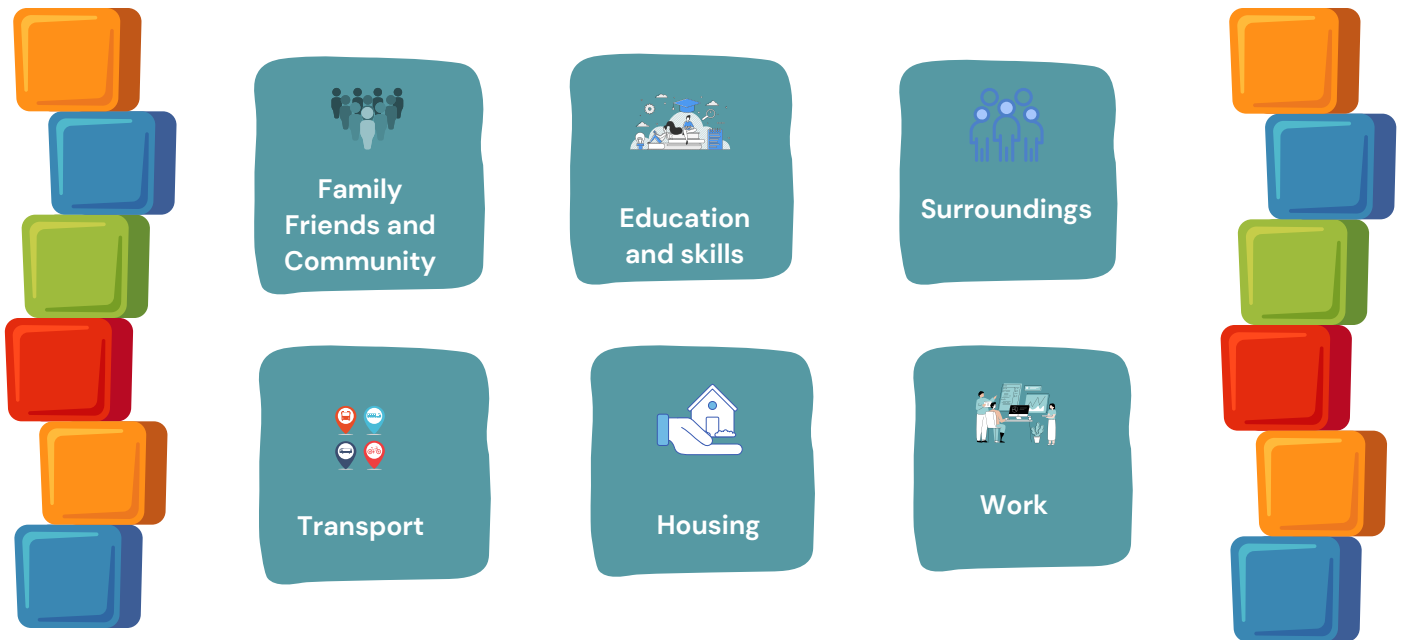 Family
Friends and
Community
Education
and skills
Surroundings
Transport
Housing
Work